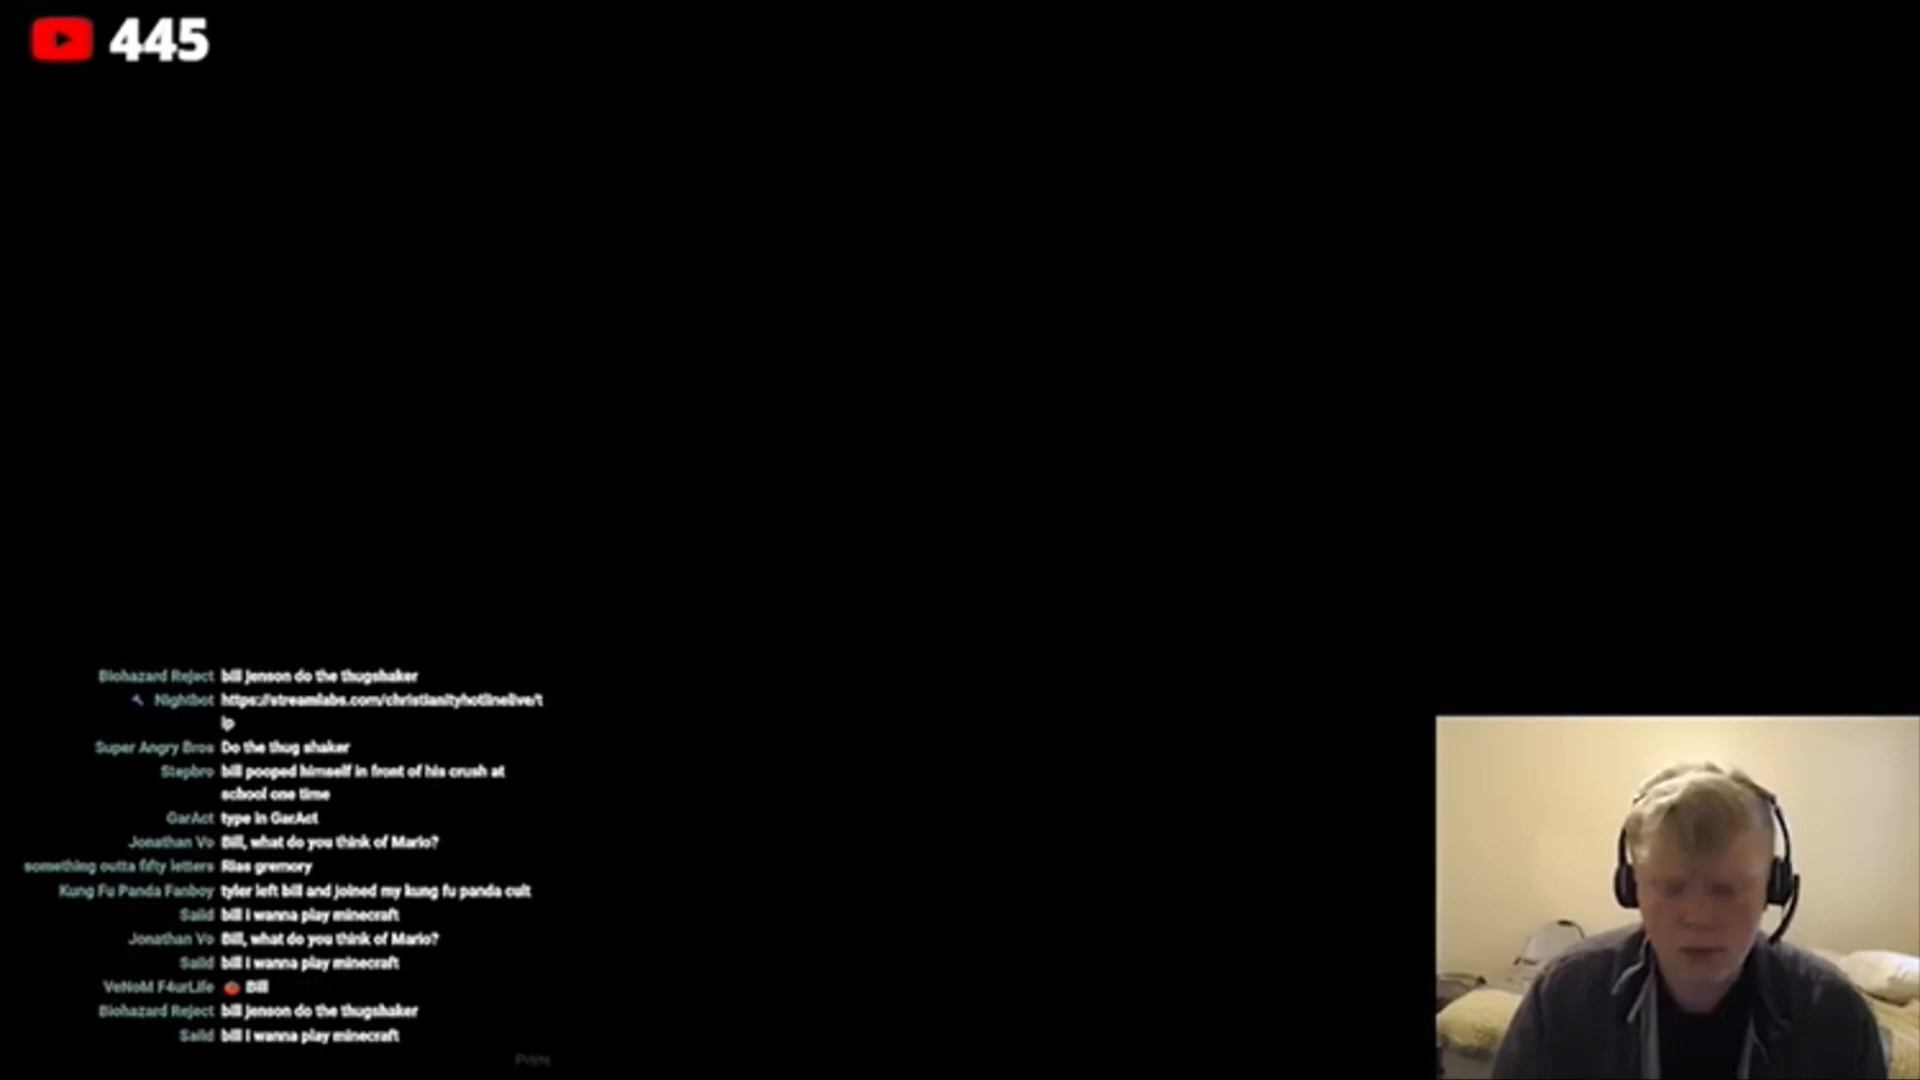 445
Biohazard Reject bill jenson do the thugshaker
Nightbot https://streamlabs.com/christianityhotlinelive/t
ip
Super Angry Bros Do the thug shaker
Stepbro bill pooped himself in front of his crush at
school one time
GarAct type in GarAct
Jonathan Vo Bill, what do you think of Mario?
something outta fifty letters Rias gremory
Kung Fu Panda Fanboy tyler left bill and joined my kung fu panda cult
Saiid bill i wanna play minecraft
Jonathan Vo Bill, what do you think of Mario?
Saiid bill i wanna play minecraft
VeNoM F4urLife Bill
Biohazard Reject bill jenson do the thugshaker
Saiid bill i wanna play minecraft